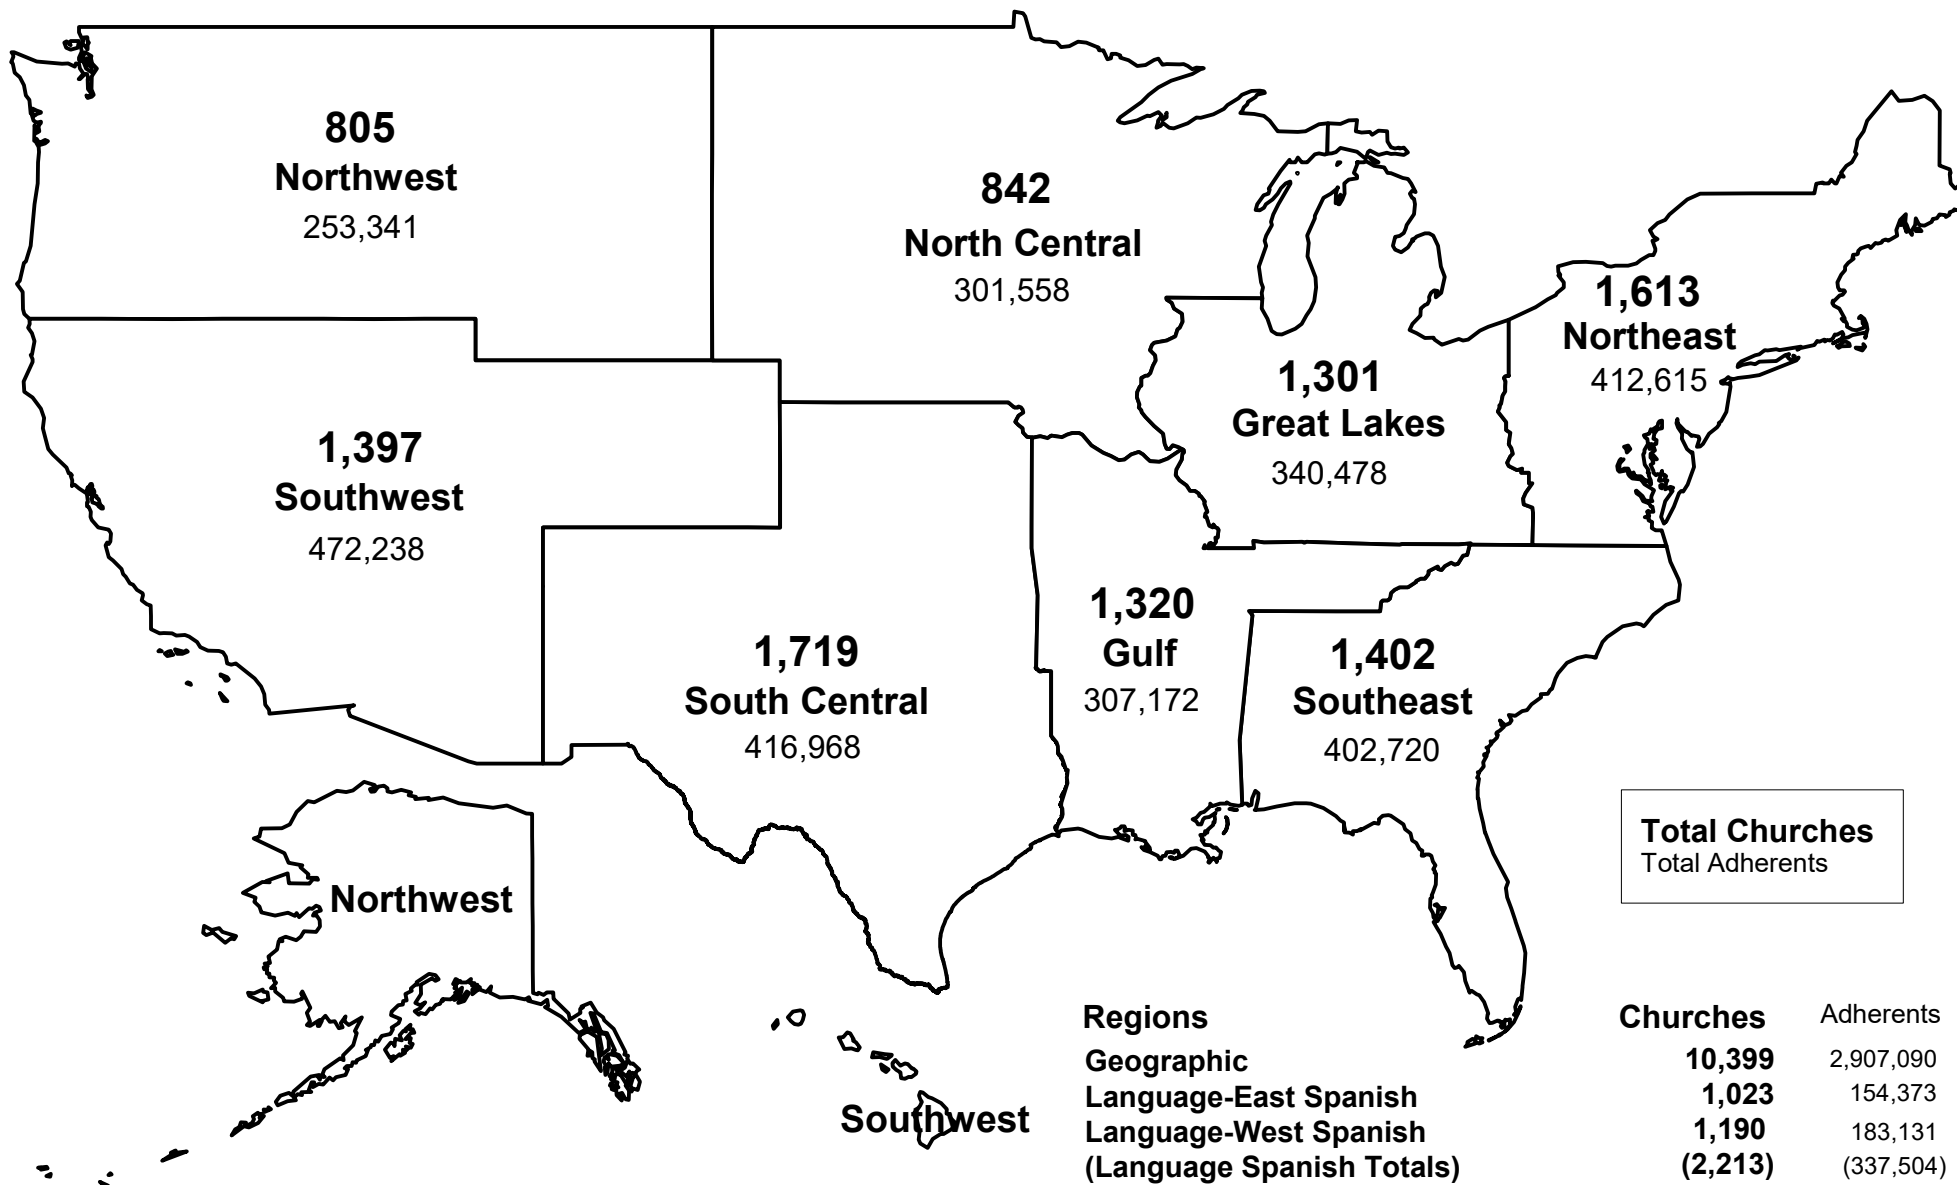 805
Northwest
253,341
842
North Central
301,558
1,613
Northeast
412,615
1,301
Great Lakes
340,478
1,397
Southwest
472,238
1,320
Gulf
307,172
1,719
South Central
416,968
1,402
Southeast
402,720
Total Churches
Total Adherents
Northwest
Southwest
Regions Churches Adherents
Geographic 10,399 2,907,090
Language-East Spanish 1,023 154,373
Language-West Spanish 1,190 183,131
(Language Spanish Totals) (2,213) (337,504)